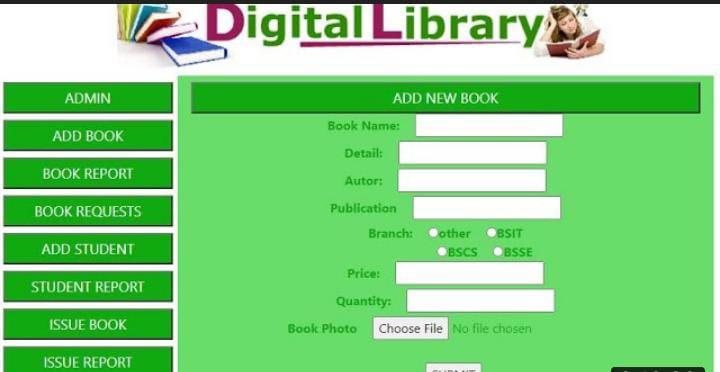 Digital Library
ADMIN
ADD BOOK
BOOK REPORT
BOOK REQUESTS
ADD STUDENT
STUDENT REPORT
ISSUE BOOK
ISSUE REPORT
ADD NEW BOOK
Book Name:
Detail:
Autor:
Publication
Branch: other BSIT
BSCS BSSE
Price:
Quantity:
Book Photo Choose File No file chosen
SUBMIT